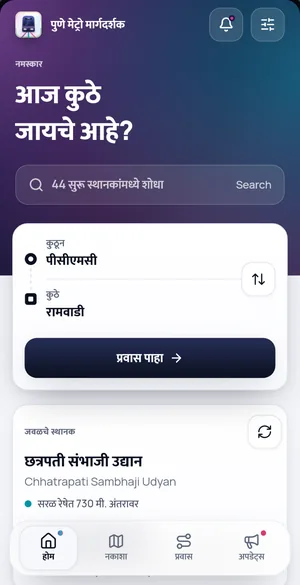 पुणे मेट्रो मार्गदर्शक
नमस्कार
आज कुठे
जायचे आहे?
44 सुरू स्थानकांमध्ये शोधा
Search
कुठून
पीसीएमसी
कुठे
रामवाडी
प्रवास पाहा →
जवळचे स्थानक
छत्रपती संभाजी उद्यान
Chhatrapati Sambhaji Udyan
सरळ रेषेत 730 मी. अंतरावर
होम
नकाशा
प्रवास
अपडेट्स